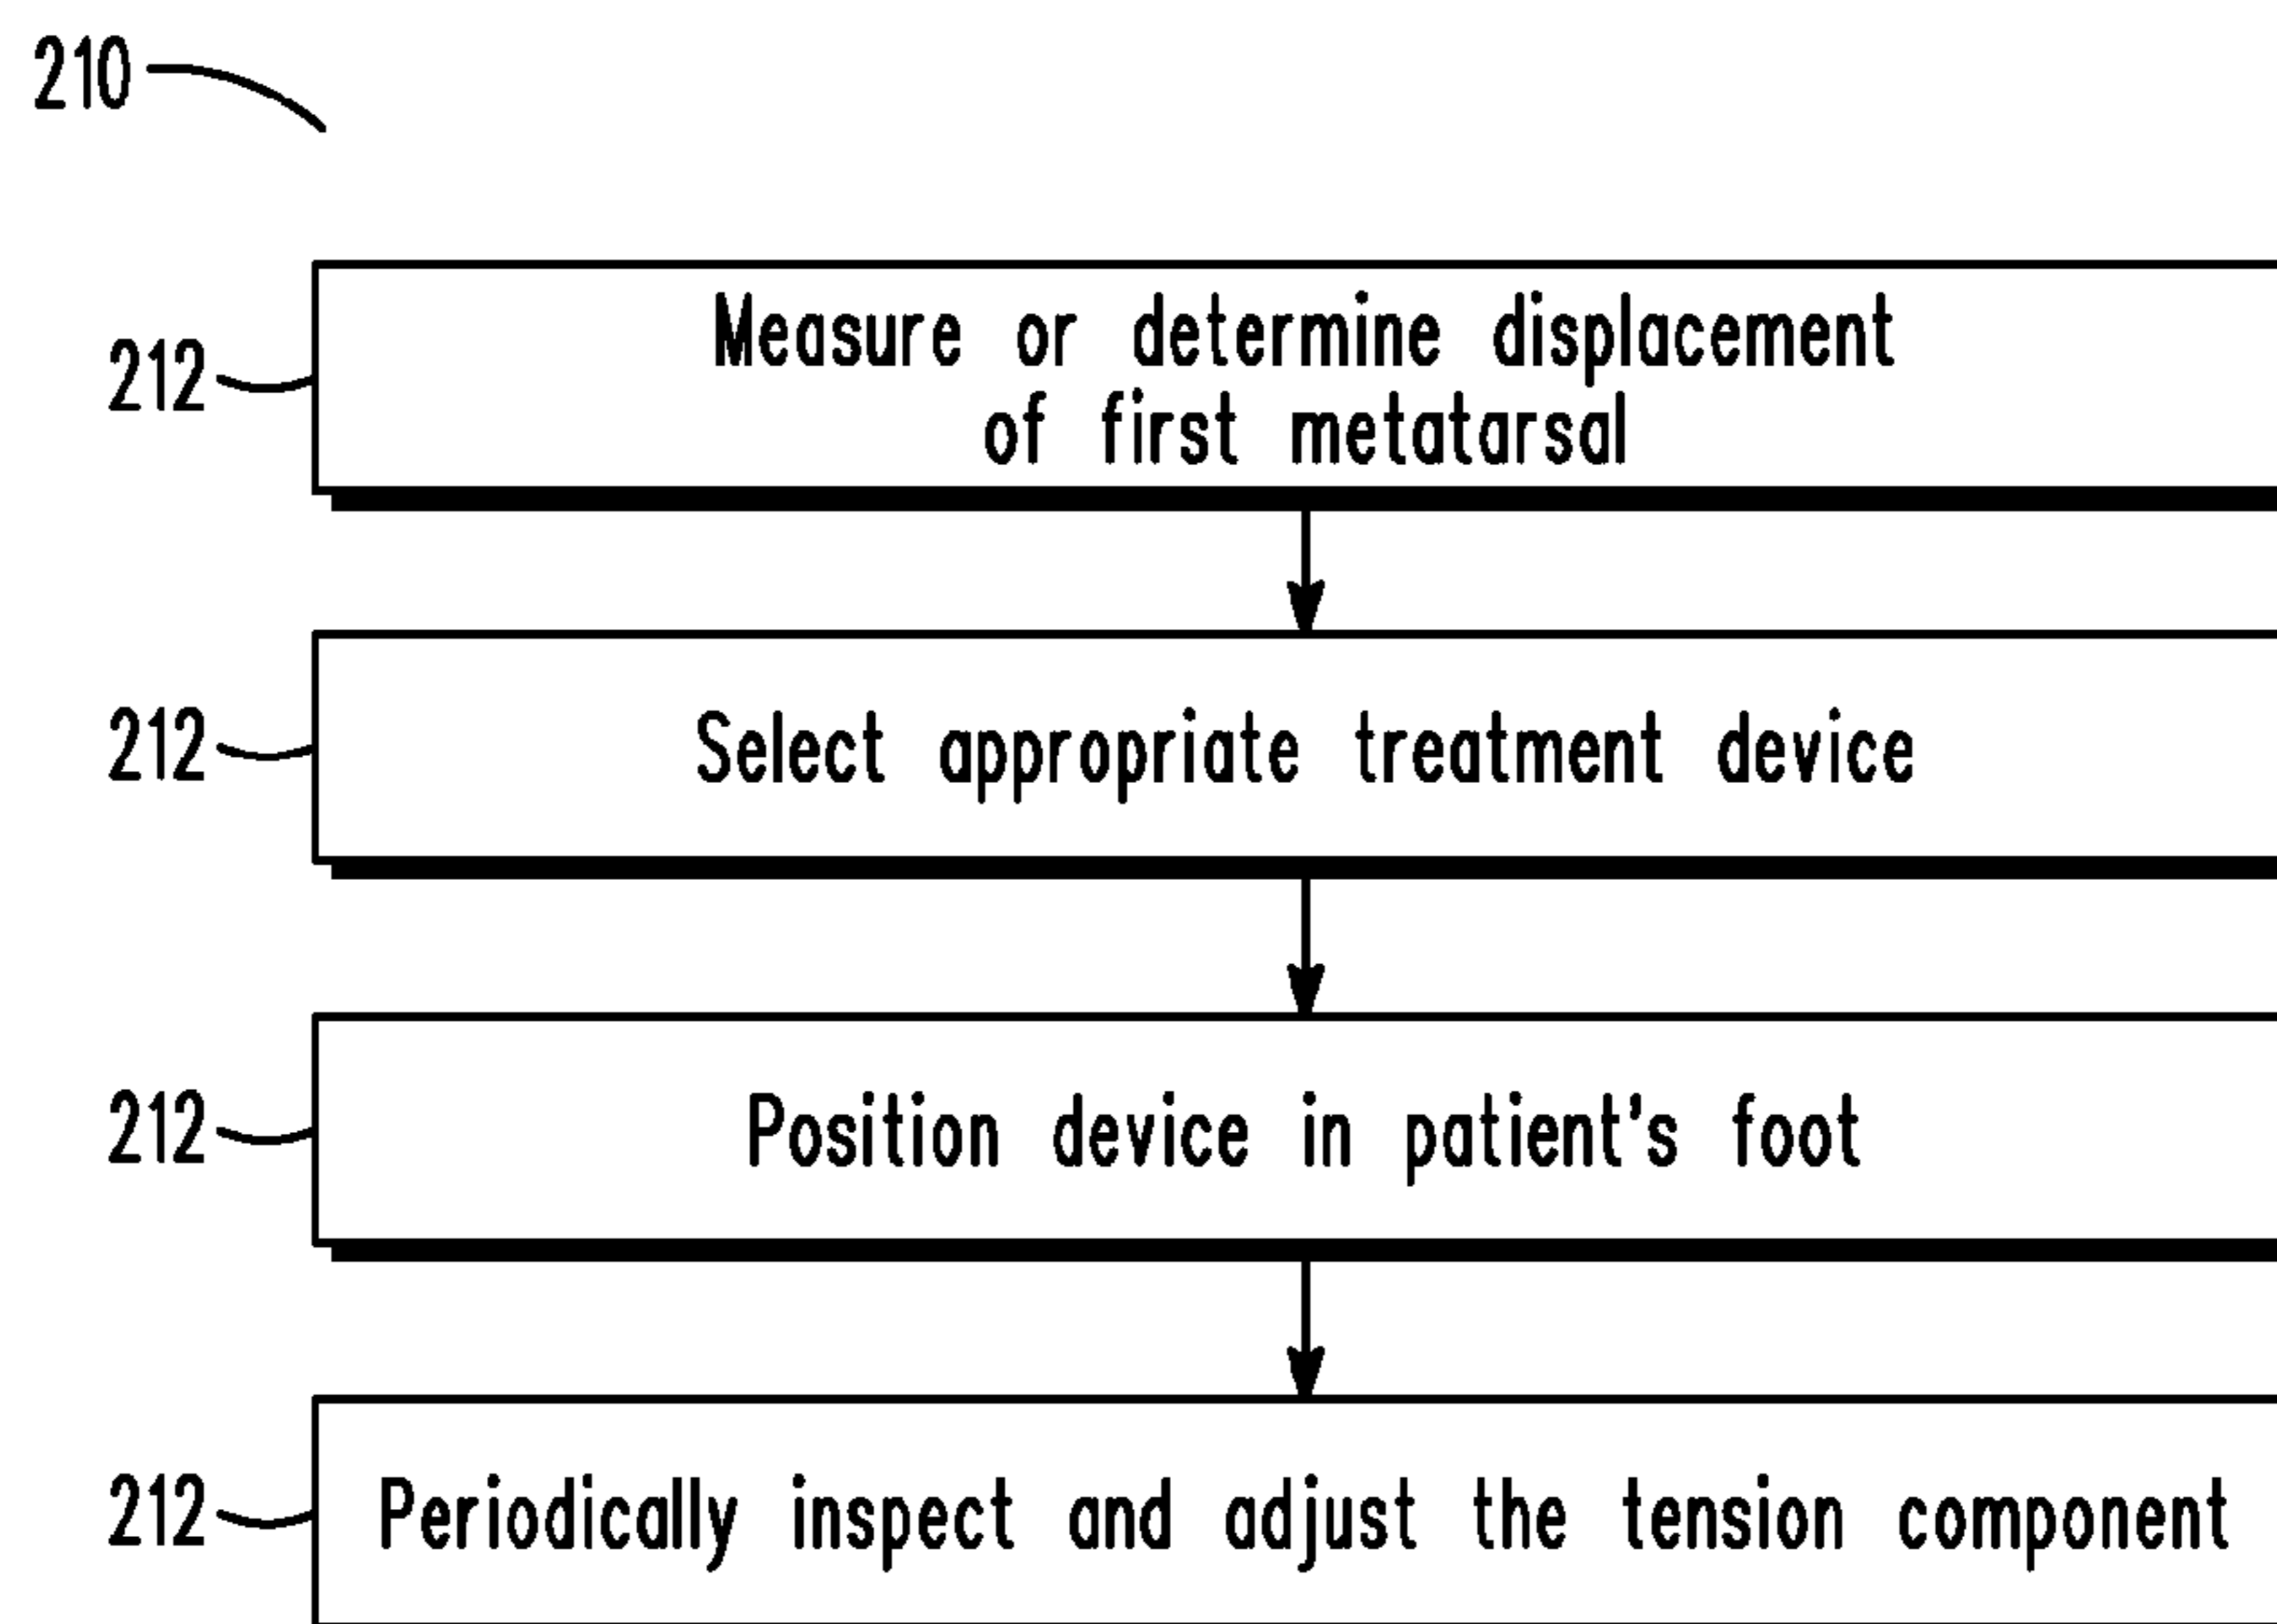 210
212
Measure or determine displacement
of first metatarsal
212
Select appropriate treatment device
212
Position device in patient's foot
212
Periodically inspect and adjust the tension component